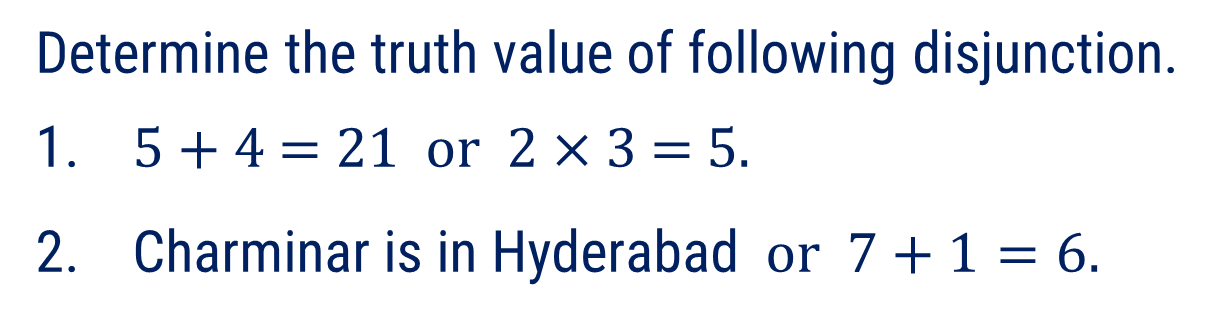 Determine the truth value of following disjunction.
1. 5 + 4 = 21 or 2 × 3 = 5.
2. Charminar is in Hyderabad or 7 + 1 = 6.